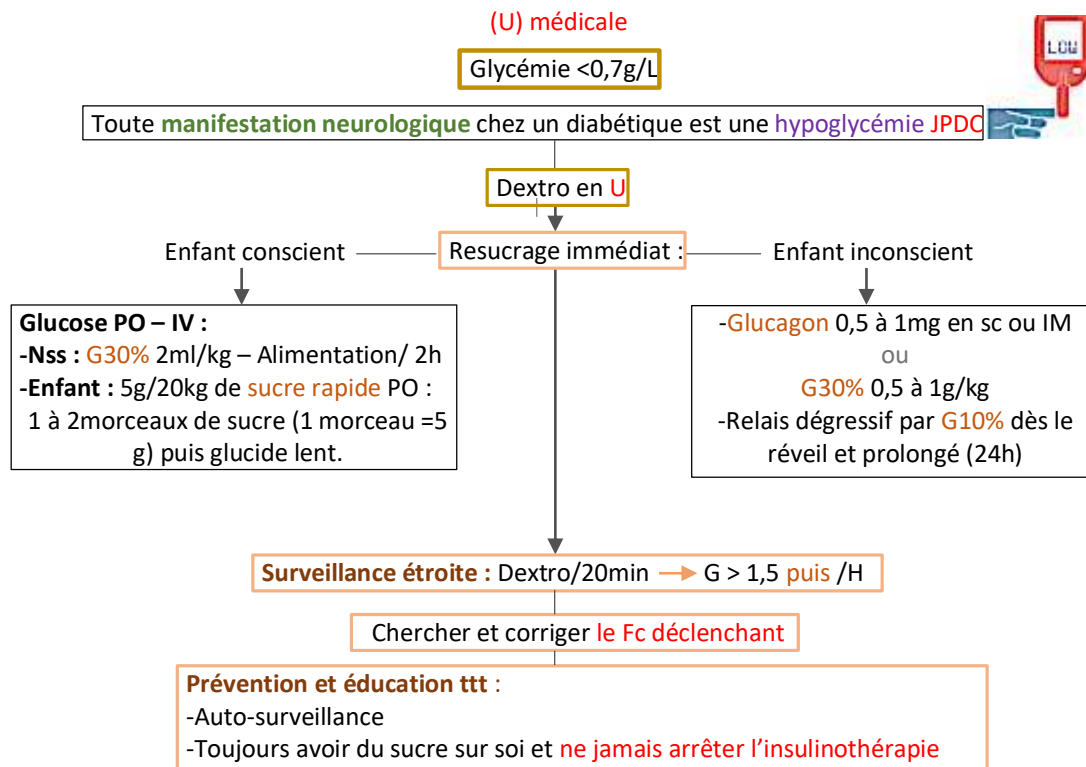 (U) médicale
LOW
Glycémie <0,7g/L
Toute manifestation neurologique chez un diabétique est une hypoglycémie JPDC
Dextro en U
Enfant conscient
Resucrage immédiat :
Enfant inconscient
Glucose PO – IV :
-Nss : G30% 2ml/kg – Alimentation/ 2h
-Enfant : 5g/20kg de sucre rapide PO :
1 à 2morceaux de sucre (1 morceau =5
g) puis glucide lent.
-Glucagon 0,5 à 1mg en sc ou IM
ou
G30% 0,5 à 1g/kg
-Relais dégressif par G10% dès le
réveil et prolongé (24h)
Surveillance étroite : Dextro/20min → G > 1,5 puis /H
Chercher et corriger le Fc déclenchant
Prévention et éducation ttt :
-Auto-surveillance
-Toujours avoir du sucre sur soi et ne jamais arrêter l’insulinothérapie